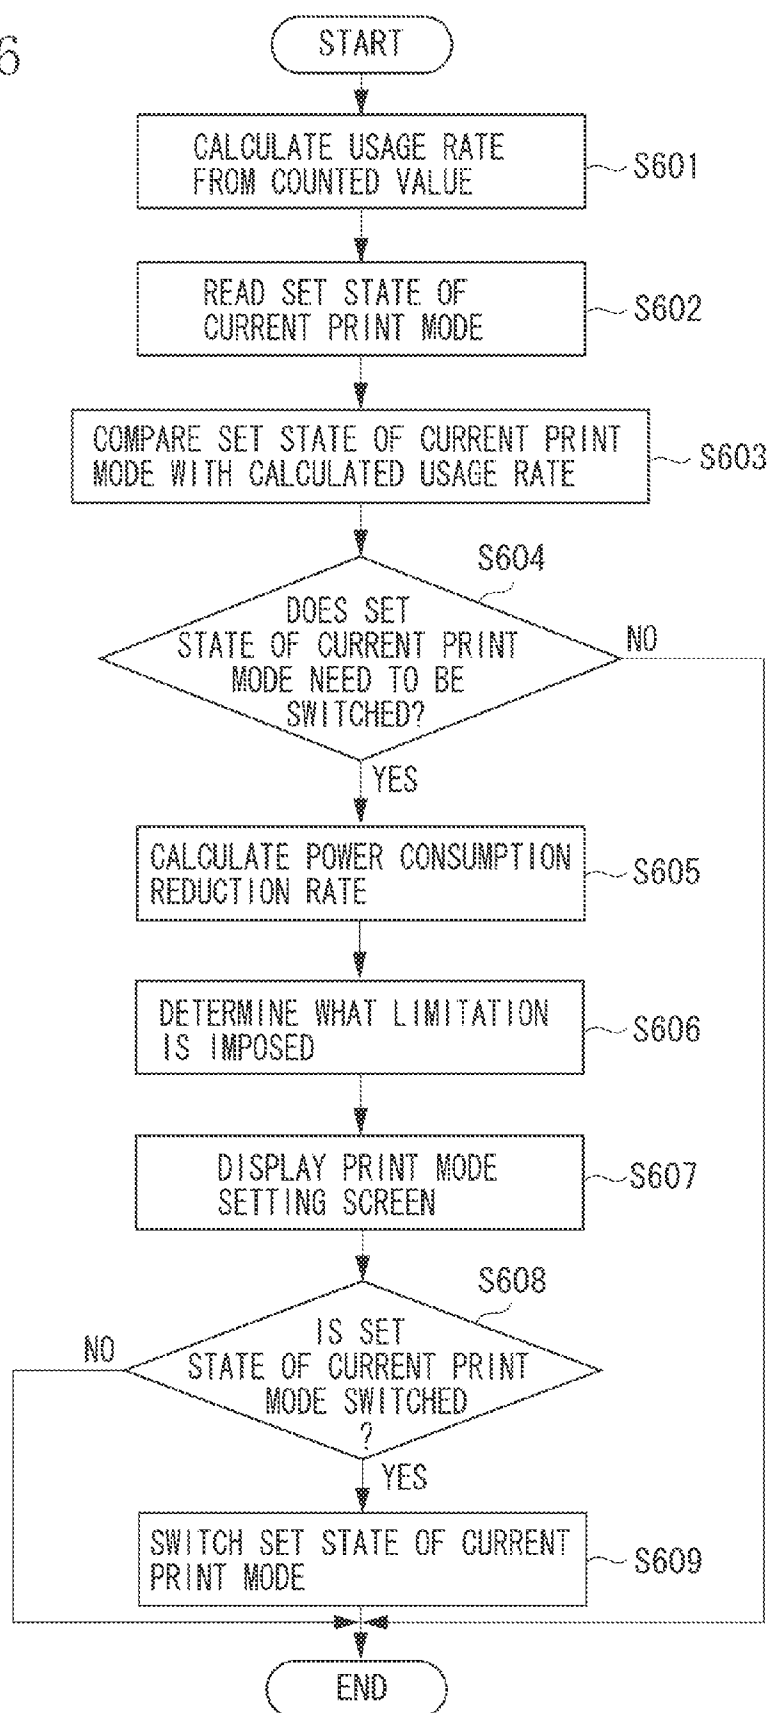 6
START
CALCULATE USAGE RATE
FROM COUNTED VALUE
S601
READ SET STATE OF
CURRENT PRINT MODE
S602
COMPARE SET STATE OF CURRENT PRINT
MODE WITH CALCULATED USAGE RATE
S603
S604
DOES SET
STATE OF CURRENT PRINT
MODE NEED TO BE
SWITCHED?
NO
YES
CALCULATE POWER CONSUMPTION
REDUCTION RATE
S605
DETERMINE WHAT LIMITATION
IS IMPOSED
S606
DISPLAY PRINT MODE
SETTING SCREEN
S607
S608
IS SET
STATE OF CURRENT PRINT
MODE SWITCHED
?
NO
YES
SWITCH SET STATE OF CURRENT
PRINT MODE
S609
END